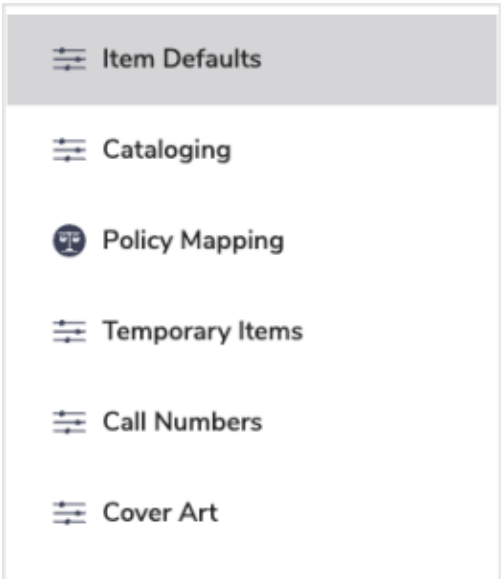 Item Defaults
Cataloging
Policy Mapping
Temporary Items
Call Numbers
Cover Art